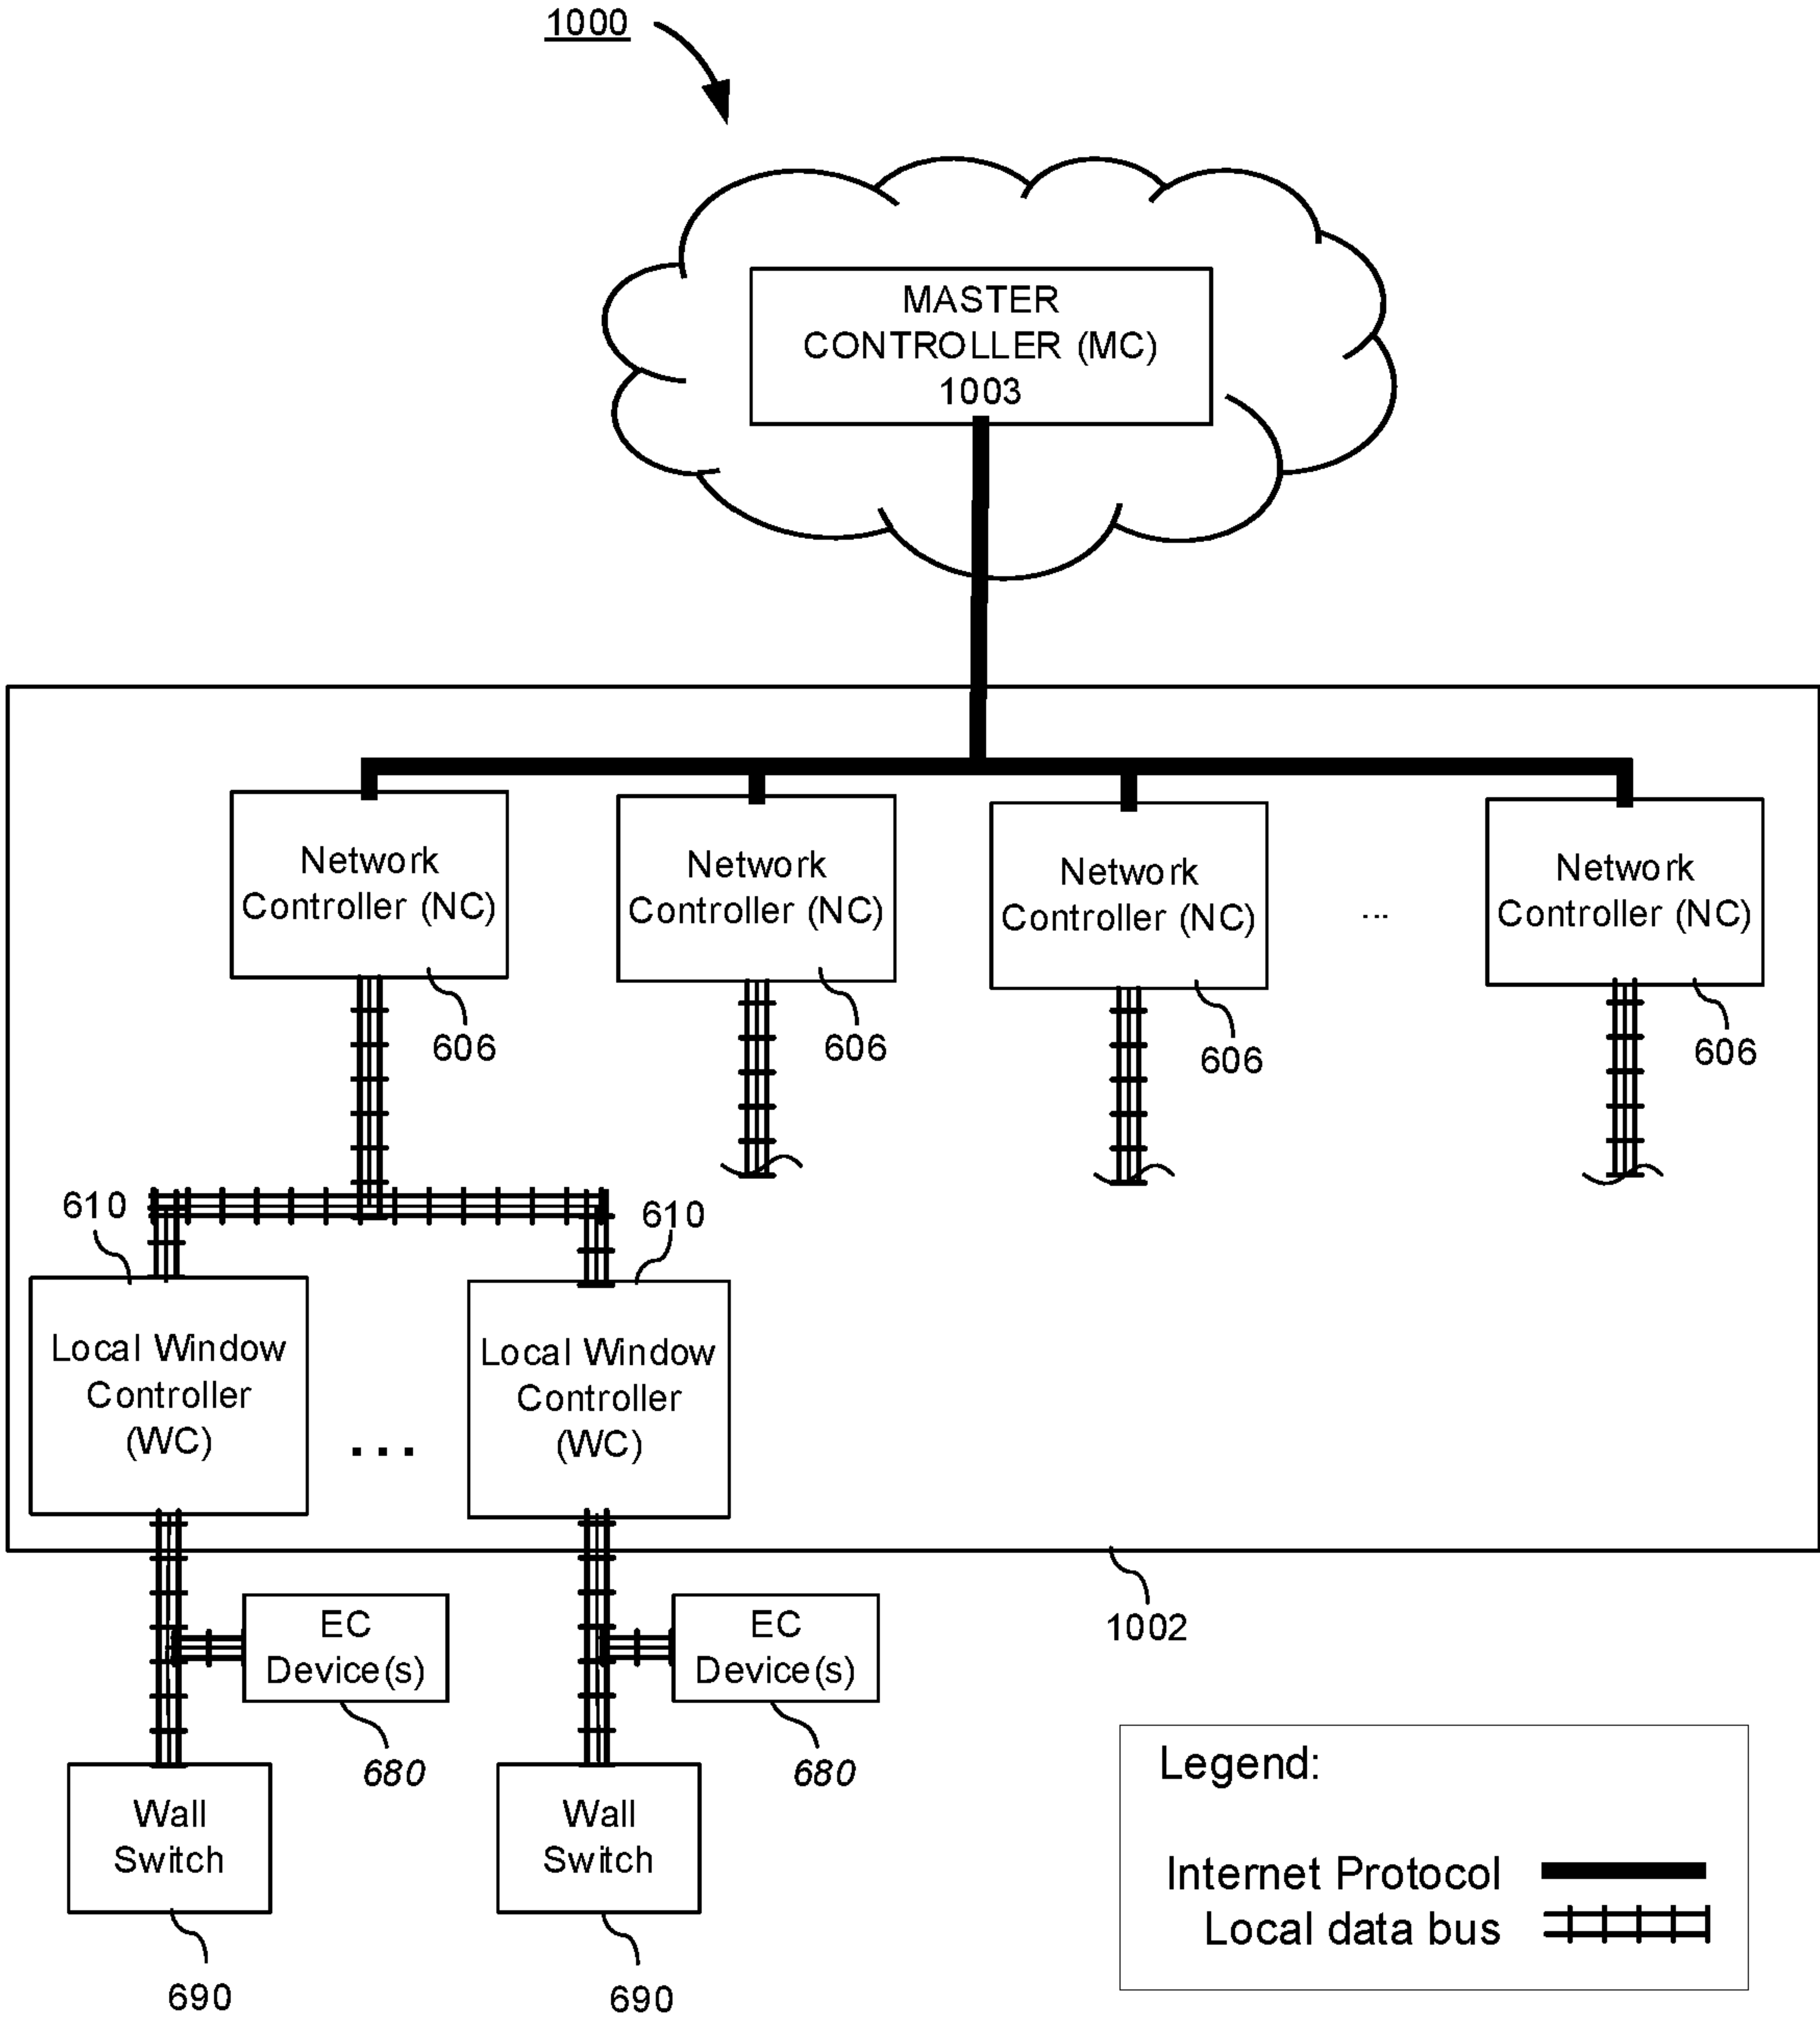 1000
MASTER
CONTROLLER (MC)
1003
Network
Controller (NC)
606
Network
Controller (NC)
606
Network
Controller (NC)
606
...
Network
Controller (NC)
606
610
Local Window
Controller
(WC)
...
610
Local Window
Controller
(WC)
1002
EC
Device(s)
680
EC
Device(s)
680
Wall
Switch
690
Wall
Switch
690
Legend:
Internet Protocol
Local data bus